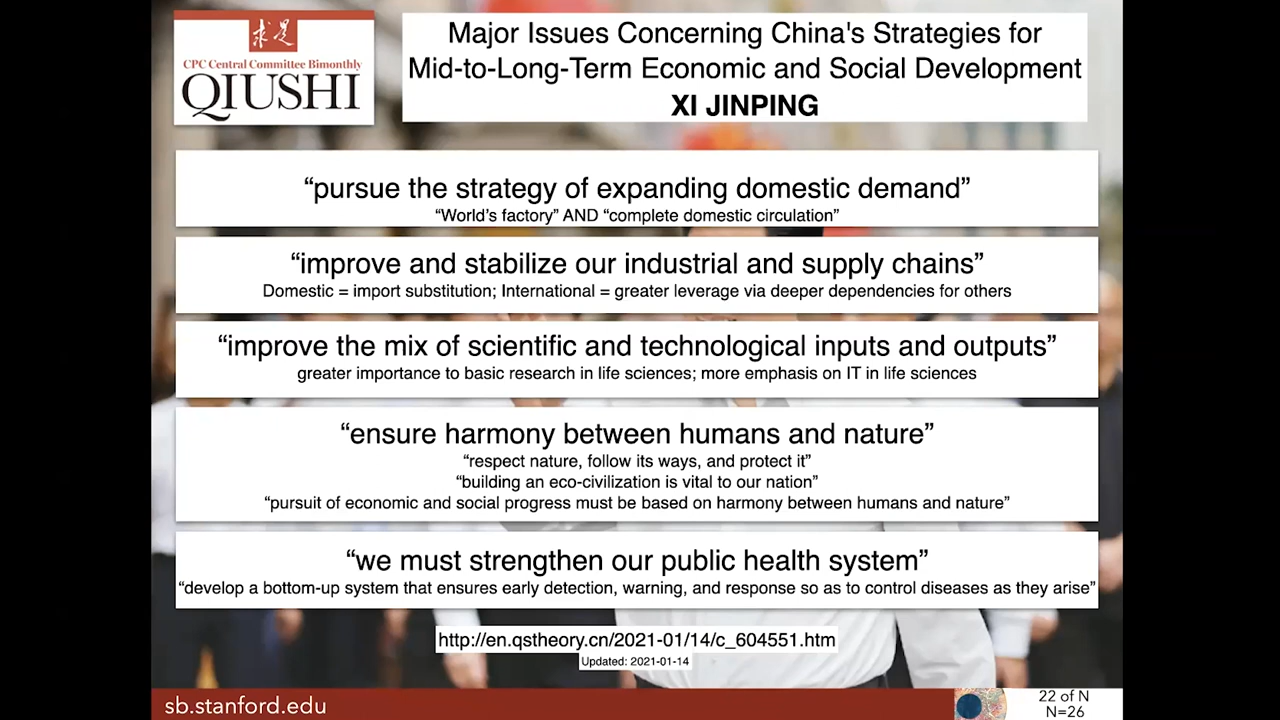 求是
CPC Central Committee Bimonthly
QIUSHI
Major Issues Concerning China's Strategies for
Mid-to-Long-Term Economic and Social Development
XI JINPING
“pursue the strategy of expanding domestic demand”
“World’s factory” AND “complete domestic circulation”
“improve and stabilize our industrial and supply chains”
Domestic = import substitution; International = greater leverage via deeper dependencies for others
“improve the mix of scientific and technological inputs and outputs”
greater importance to basic research in life sciences; more emphasis on IT in life sciences
“ensure harmony between humans and nature”
“respect nature, follow its ways, and protect it”
“building an eco-civilization is vital to our nation”
“pursuit of economic and social progress must be based on harmony between humans and nature”
“we must strengthen our public health system”
“develop a bottom-up system that ensures early detection, warning, and response so as to control diseases as they arise”
http://en.qstheory.cn/2021-01/14/c_604551.htm
Updated: 2021-01-14
sb.stanford.edu
22 of N
N=26